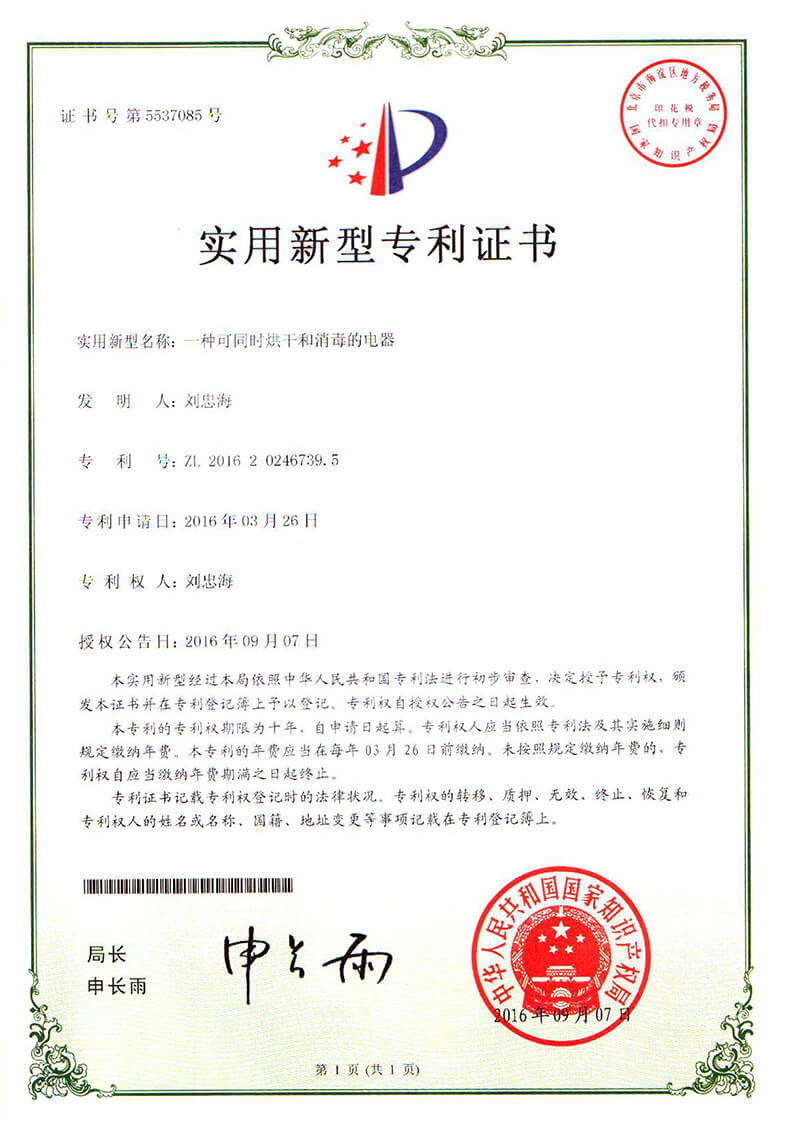 证书号第5537085号
北京市海淀区地方税务局
印花税
代扣专用章
国家知识产权局
实用新型专利证书
实用新型名称：一种可同时烘干和消毒的电器
发明人：刘忠海
专利号：ZL 2016 2 0246739.5
专利申请日：2016年03月26日
专利权人：刘忠海
授权公告日：2016年09月07日
本实用新型经过本局依照中华人民共和国专利法进行初步审查，决定授予专利权，颁
发本证书并在专利登记簿上予以登记。专利权自授权公告之日起生效。
本专利的专利权期限为十年，自申请日起算。专利权人应当依照专利法及其实施细则
规定缴纳年费。本专利的年费应当在每年03月26日前缴纳。未按照规定缴纳年费的，专
利权自应当缴纳年费期满之日起终止。
专利证书记载专利权登记时的法律状况。专利权的转移、质押、无效、终止、恢复和
专利权人的姓名或名称、国籍、地址变更等事项记载在专利登记簿上。
局长
申长雨
申长雨
中华人民共和国国家知识产权局
2016年09月07日
第1页(共1页)